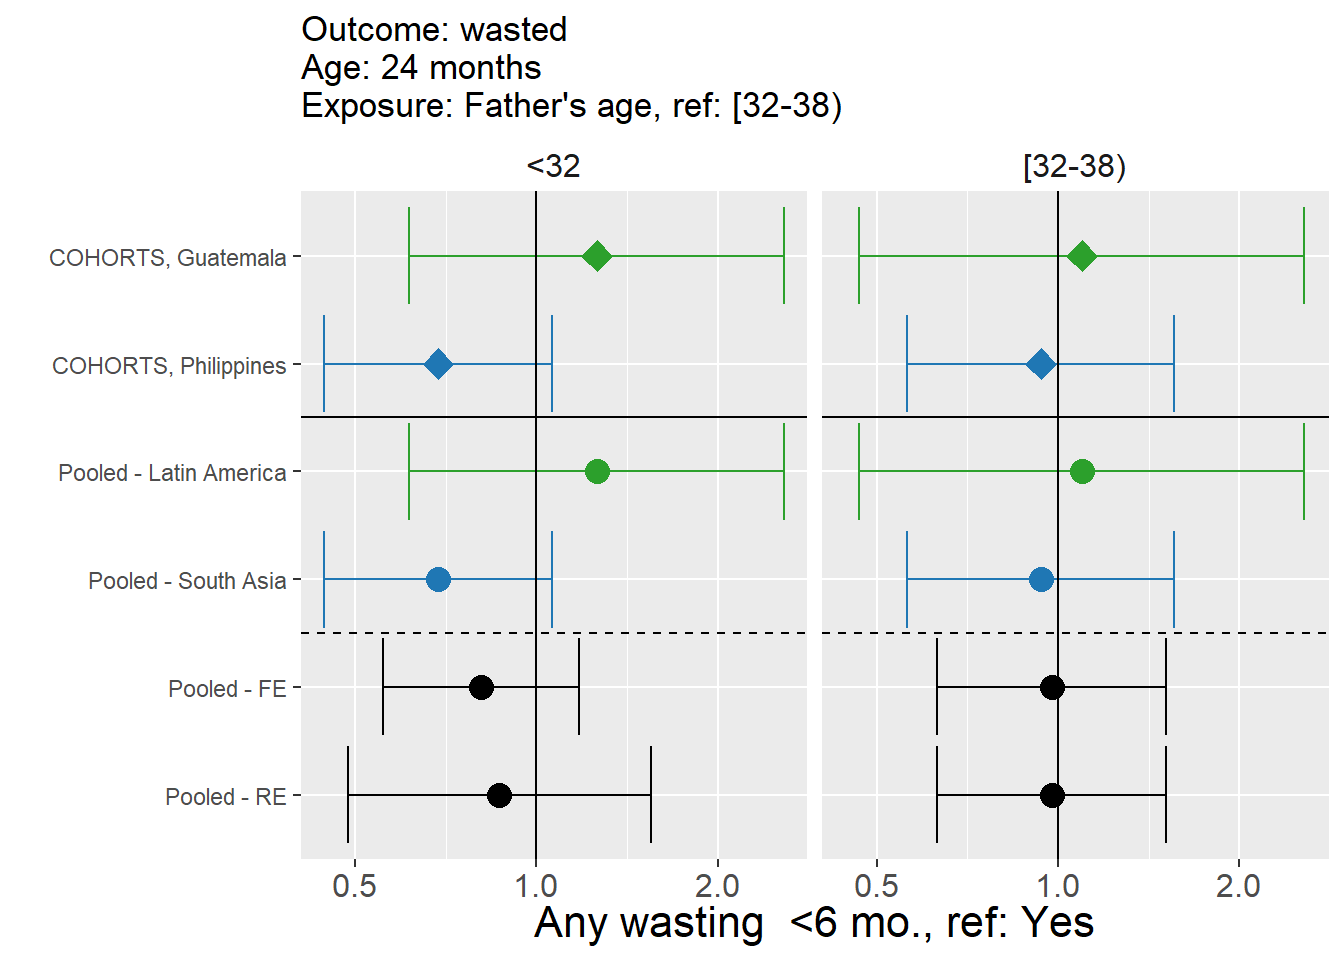 Outcome: wasted
Age: 24 months
Exposure: Father's age, ref: [32-38)
<32 [32-38)
COHORTS, Guatemala
COHORTS, Philippines
Pooled - Latin America
Pooled - South Asia
Pooled - FE
Pooled - RE
0.5 1.0 2.0 0.5 1.0 2.0
Any wasting  <6 mo., ref: Yes